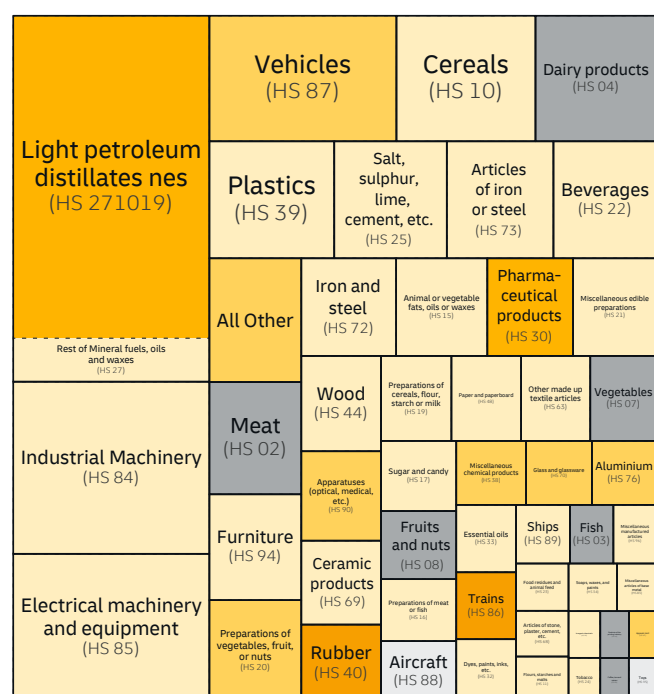 Light petroleum
distillates nes
(HS 271019)
Rest of Mineral fuels, oils
and waxes
(HS 27)
Industrial Machinery
(HS 84)
Electrical machinery
and equipment
(HS 85)
Vehicles
(HS 87)
Cereals
(HS 10)
Dairy products
(HS 04)
Plastics
(HS 39)
Salt,
sulphur,
lime,
cement, etc.
(HS 25)
Articles
of iron
or steel
(HS 73)
Beverages
(HS 22)
All Other
Iron and
steel
(HS 72)
Animal or vegetable
fats, oils or waxes
(HS 15)
Pharma-
ceutical
products
(HS 30)
Miscellaneous edible
preparations
(HS 21)
Meat
(HS 02)
Wood
(HS 44)
Preparations of
cereals, flour,
starch or milk
(HS 19)
Paper and paperboard
(HS 48)
Other made up
textile articles
(HS 63)
Vegetables
(HS 07)
Furniture
(HS 94)
Apparatuses
(optical, medical,
etc.)
(HS 90)
Sugar and candy
(HS 17)
Miscellaneous
chemical products
(HS 38)
Glass and glassware
(HS 70)
Aluminium
(HS 76)
Preparations of
vegetables, fruit,
or nuts
(HS 20)
Ceramic
products
(HS 69)
Rubber
(HS 40)
Fruits
and nuts
(HS 08)
Preparations of meat
or fish
(HS 16)
Aircraft
(HS 88)
Essential oils
(HS 33)
Trains
(HS 86)
Dyes, paints, inks,
etc.
(HS 32)
Ships
(HS 89)
Fish
(HS 03)
Miscellaneous
manufactured
articles
Food residues and
animal feed
Soaps, waxes, and
paints
Miscellaneous
articles of base
metal
Articles of stone,
plaster, cement,
etc.
(HS 68)
Flours, starches and
malts
Tobacco
Toys